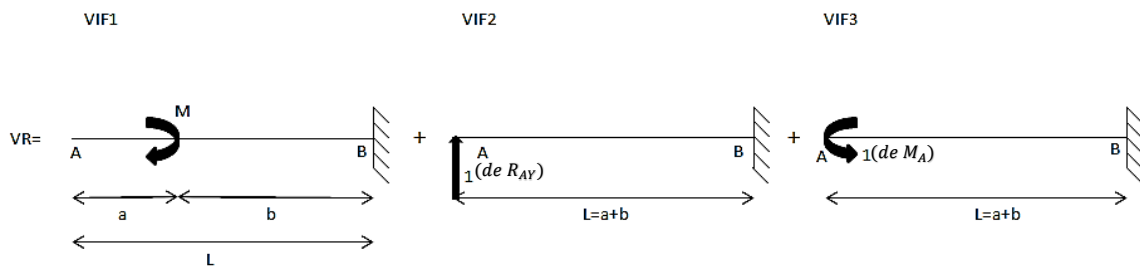 VIF1 VIF2 VIF3
M
VR= + +
A B A B A B
1(de R_AY) 1(de M_A)
a b L=a+b L=a+b
L